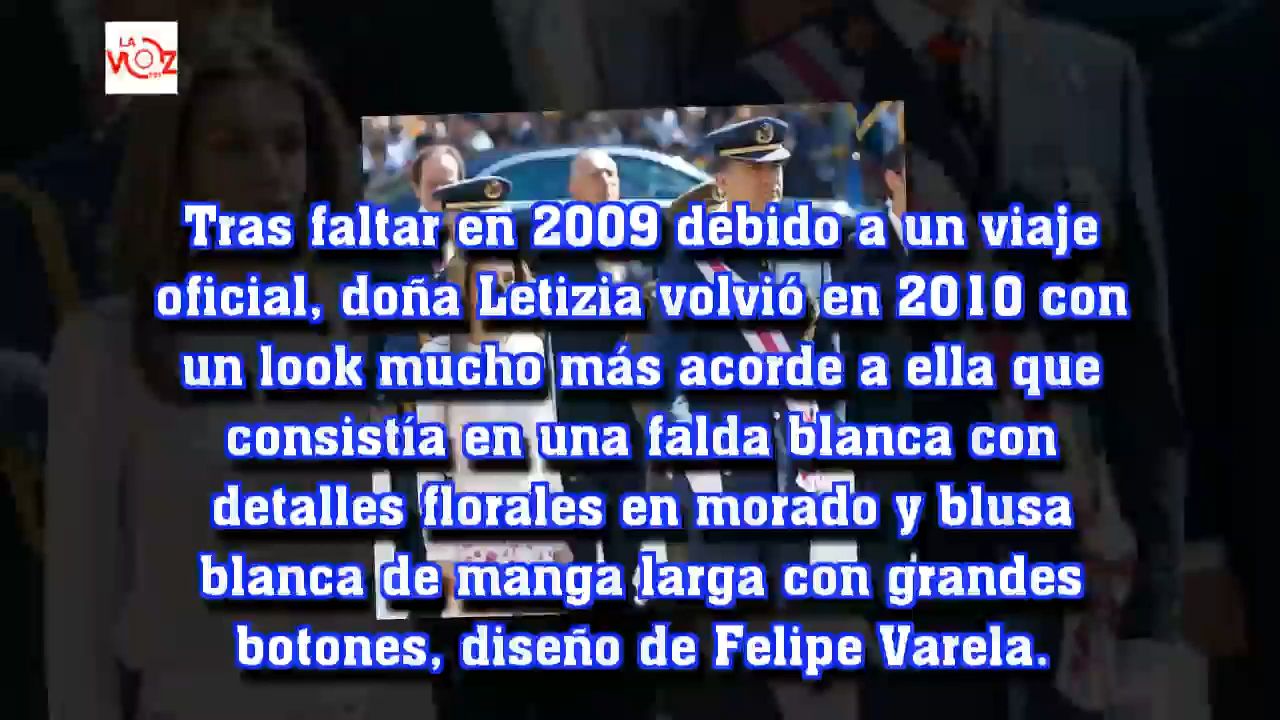 LA
VOZ
Tras faltar en 2009 debido a un viaje
oficial, doña Letizia volvió en 2010 con
un look mucho más acorde a ella que
consistía en una falda blanca con
detalles florales en morado y blusa
blanca de manga larga con grandes
botones, diseño de Felipe Varela.